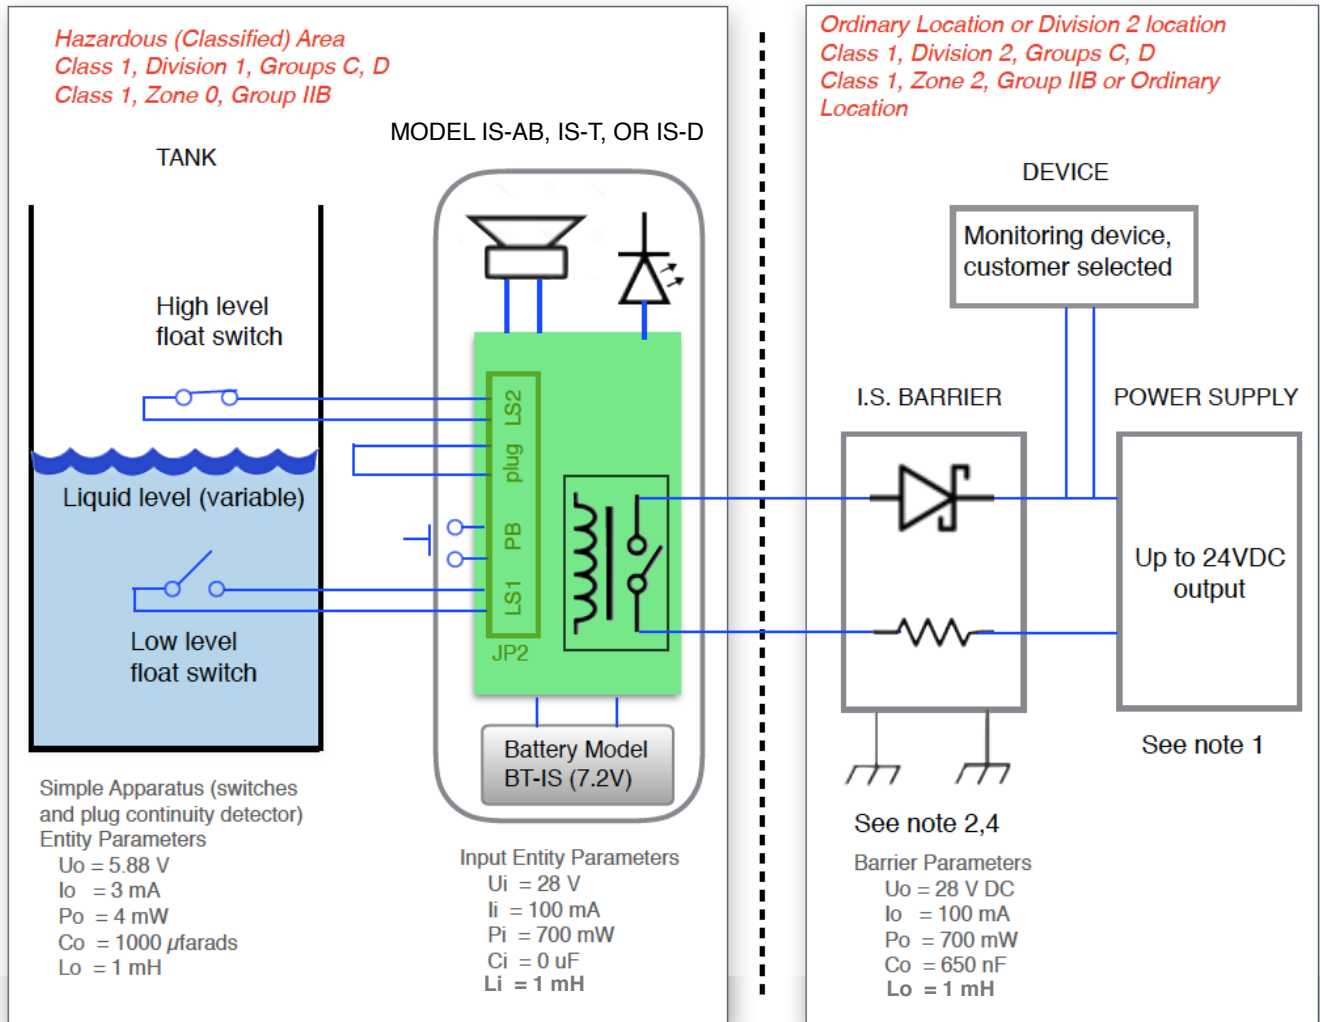 Hazardous (Classified) Area
Class 1, Division 1, Groups C, D
Class 1, Zone 0, Group IIB
TANK
MODEL IS-AB, IS-T, OR IS-D
High level
float switch
Liquid level (variable)
Low level
float switch
LS2
plug
PB
LS1
JP2
Battery Model
BT-IS (7.2V)
Simple Apparatus (switches
and plug continuity detector)
Entity Parameters
Uo = 5.88 V
Io = 3 mA
Po = 4 mW
Co = 1000 µfarads
Lo = 1 mH
Input Entity Parameters
Ui = 28 V
Ii = 100 mA
Pi = 700 mW
Ci = 0 uF
Li = 1 mH
Ordinary Location or Division 2 location
Class 1, Division 2, Groups C, D
Class 1, Zone 2, Group IIB or Ordinary
Location
DEVICE
Monitoring device,
customer selected
I.S. BARRIER
POWER SUPPLY
Up to 24VDC
output
See note 1
See note 2,4
Barrier Parameters
Uo = 28 V DC
Io = 100 mA
Po = 700 mW
Co = 650 nF
Lo = 1 mH